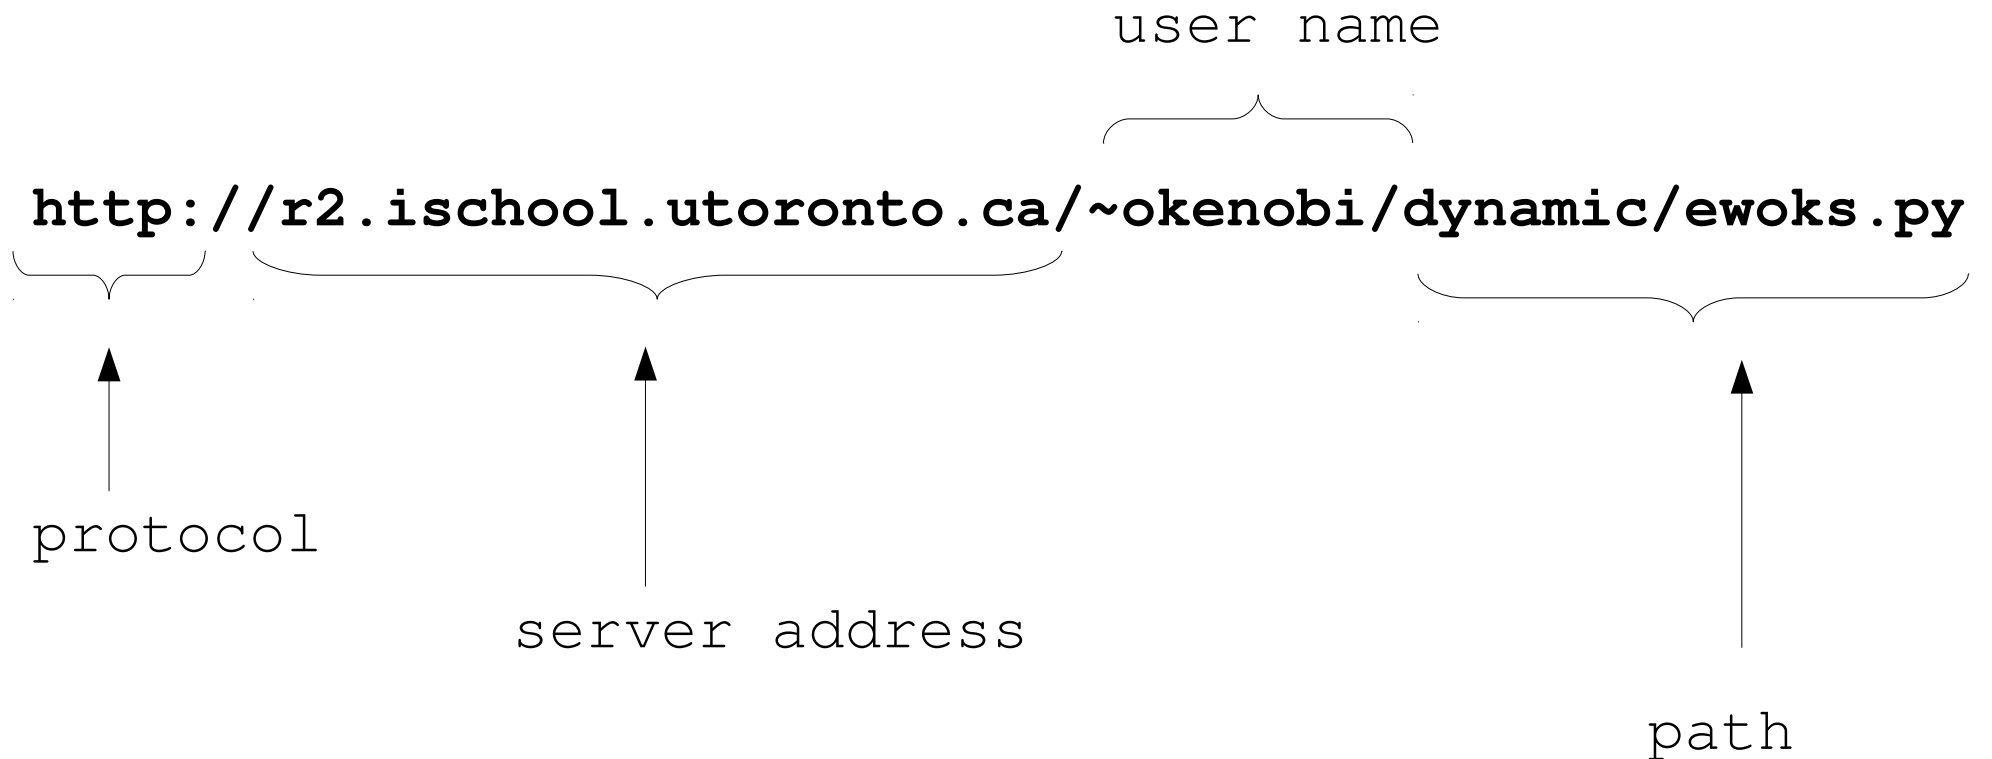 user name
http://r2.ischool.utoronto.ca/~okenobi/dynamic/ewoks.py
protocol
server address
path